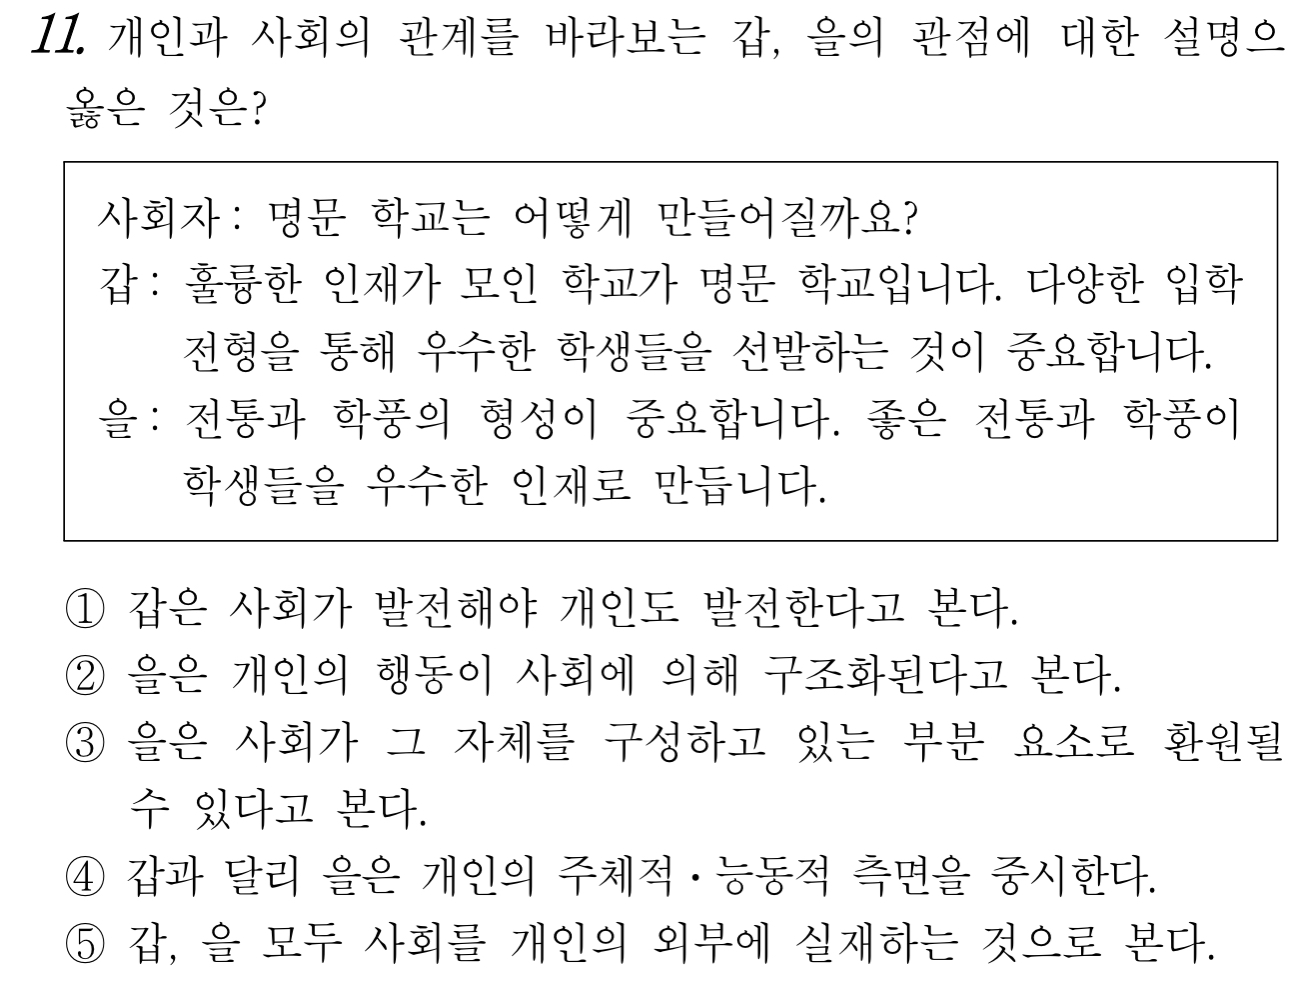 11. 개인과 사회의 관계를 바라보는 갑, 을의 관점에 대한 설명으
옳은 것은?
사회자 : 명문 학교는 어떻게 만들어질까요?
갑 : 훌륭한 인재가 모인 학교가 명문 학교입니다. 다양한 입학
전형을 통해 우수한 학생들을 선발하는 것이 중요합니다.
을 : 전통과 학풍의 형성이 중요합니다. 좋은 전통과 학풍이
학생들을 우수한 인재로 만듭니다.
① 갑은 사회가 발전해야 개인도 발전한다고 본다.
② 을은 개인의 행동이 사회에 의해 구조화된다고 본다.
③ 을은 사회가 그 자체를 구성하고 있는 부분 요소로 환원될
수 있다고 본다.
④ 갑과 달리 을은 개인의 주체적・능동적 측면을 중시한다.
⑤ 갑, 을 모두 사회를 개인의 외부에 실재하는 것으로 본다.